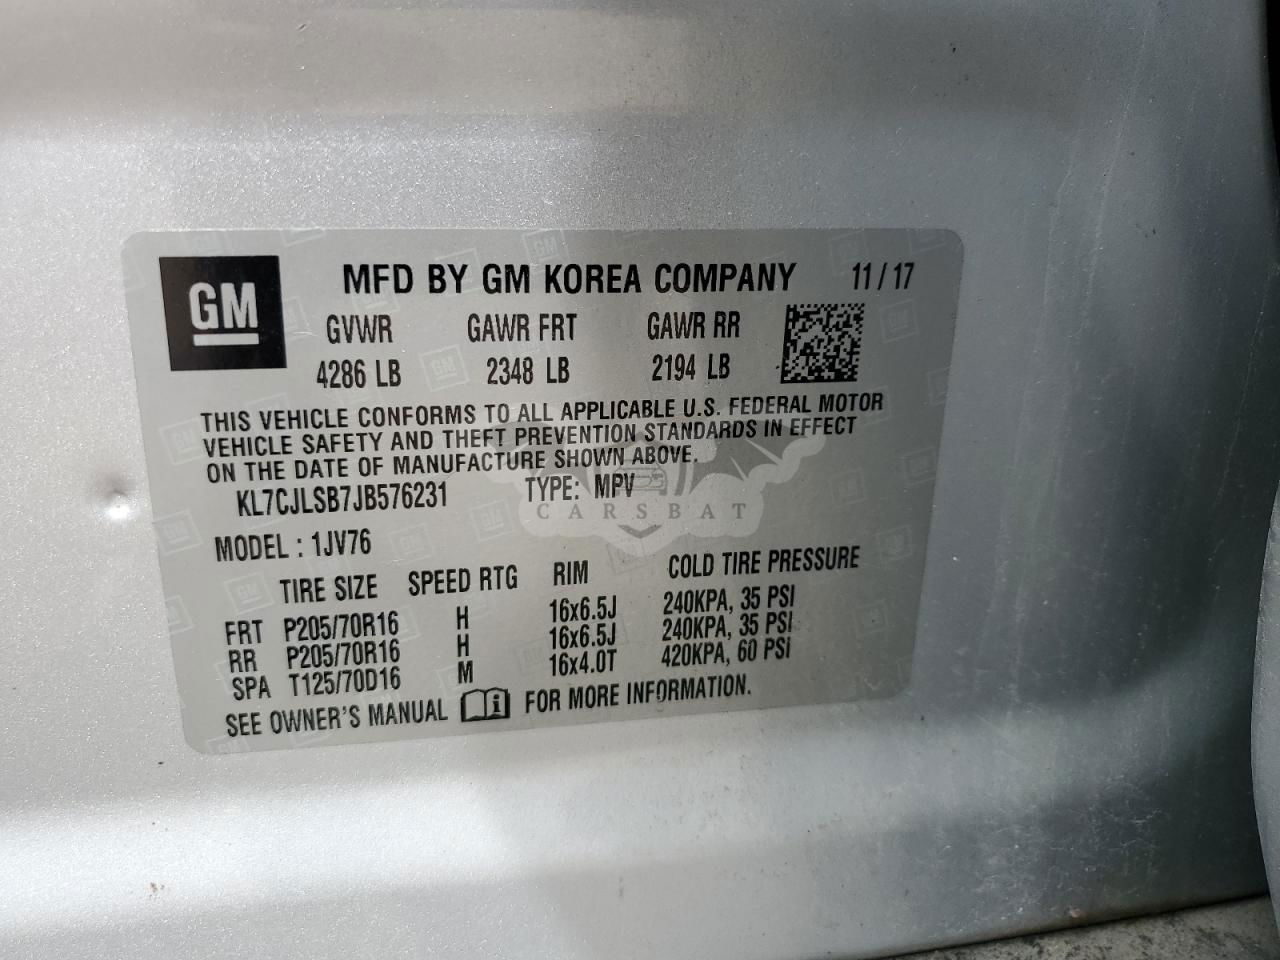 GM
MFD BY GM KOREA COMPANY 11 / 17
GVWR GAWR FRT GAWR RR
4286 LB 2348 LB 2194 LB
THIS VEHICLE CONFORMS TO ALL APPLICABLE U.S. FEDERAL MOTOR
VEHICLE SAFETY AND THEFT PREVENTION STANDARDS IN EFFECT
ON THE DATE OF MANUFACTURE SHOWN ABOVE.
KL7CJLSB7JB576231 TYPE: MPV
CARSBAT
MODEL : 1JV76
TIRE SIZE SPEED RTG RIM COLD TIRE PRESSURE
FRT P205/70R16 H 16x6.5J 240KPA, 35 PSI
RR P205/70R16 H 16x6.5J 240KPA, 35 PSI
SPA T125/70D16 M 16x4.0T 420KPA, 60 PSI
SEE OWNER'S MANUAL i FOR MORE INFORMATION.